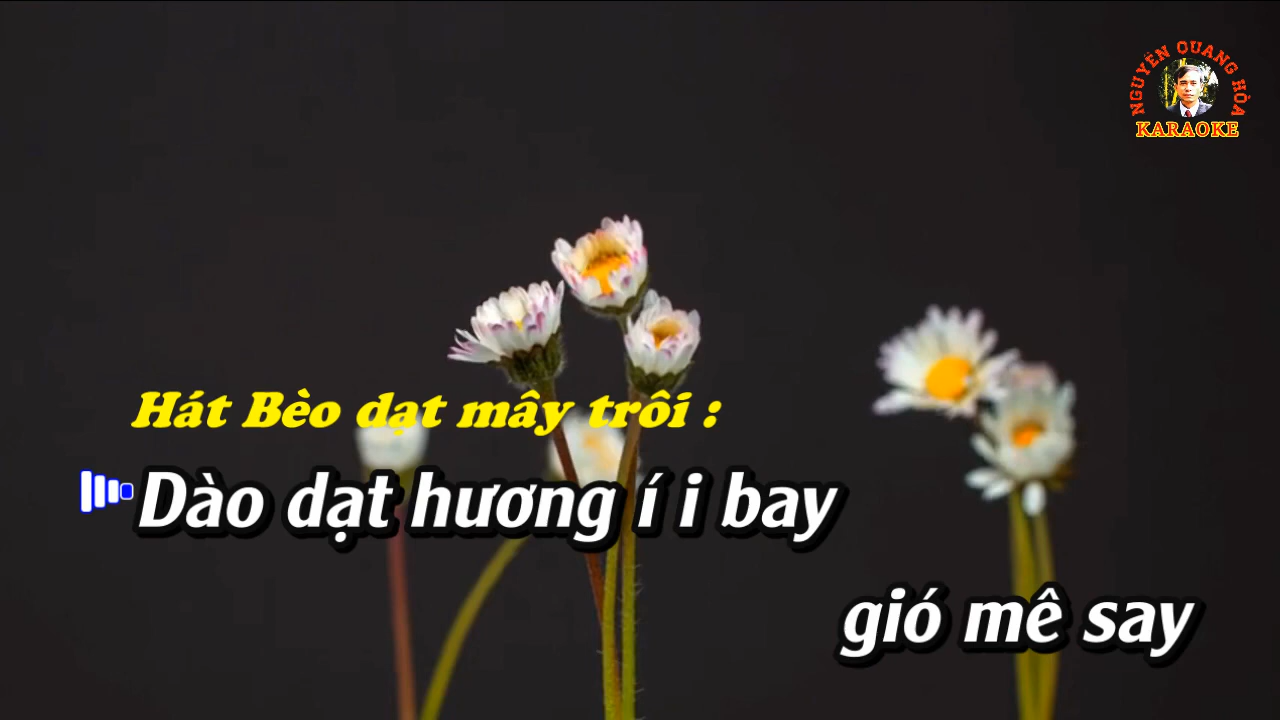 NGUYỄN QUANG HÒA
KARAOKE
Hát Bèo dạt mây trôi :
Dào dạt hương í i bay
gió mê say